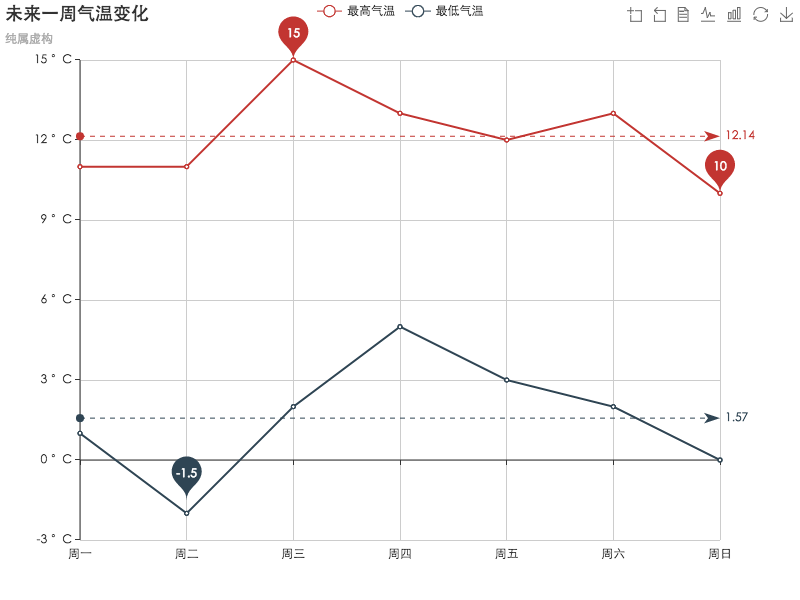 未来一周气温变化
纯属虚构
最高气温 最低气温
15 ° C
12 ° C
9 ° C
6 ° C
3 ° C
0 ° C
-3 ° C
15
12.14
10
1.57
-1.5
周一 周二 周三 周四 周五 周六 周日